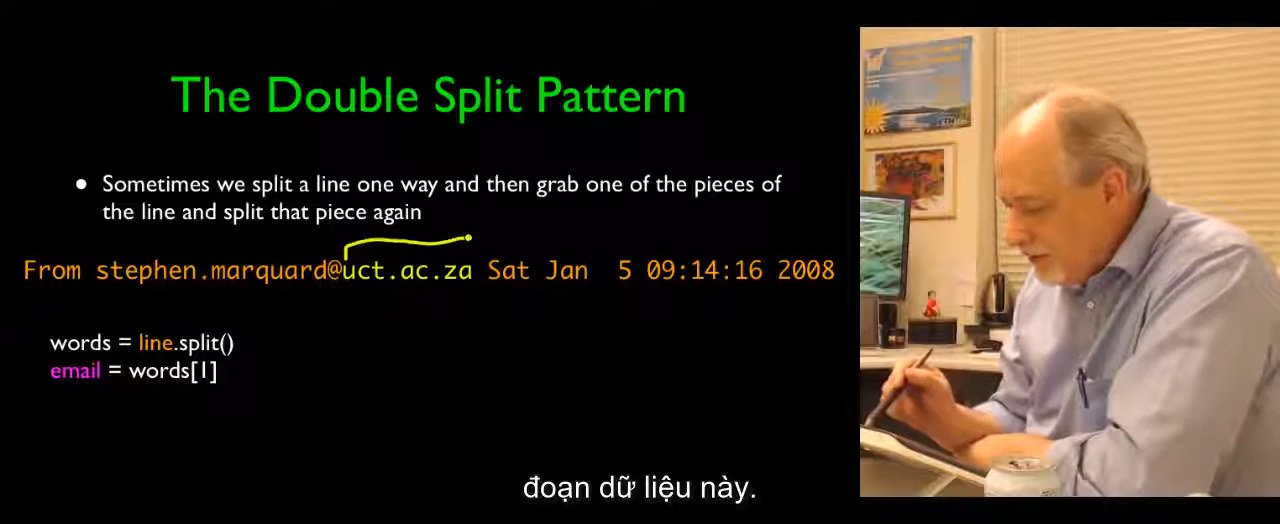 The Double Split Pattern
● Sometimes we split a line one way and then grab one of the pieces of
the line and split that piece again
From stephen.marquard@uct.ac.za Sat Jan  5 09:14:16 2008
words = line.split()
email = words[1]
đoạn dữ liệu này.